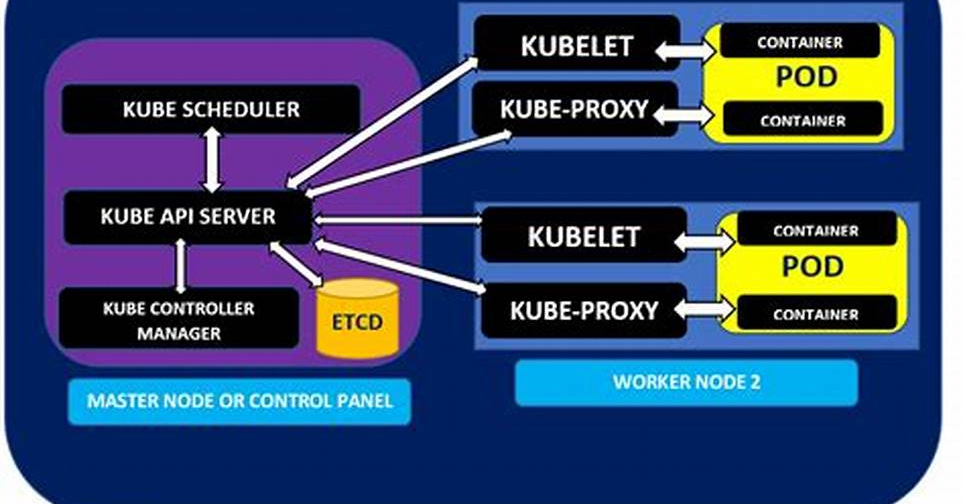 KUBE SCHEDULER
KUBE API SERVER
KUBE CONTROLLER
MANAGER
ETCD
MASTER NODE OR CONTROL PANEL
KUBELET
KUBE-PROXY
CONTAINER
POD
CONTAINER
KUBELET
KUBE-PROXY
CONTAINER
POD
CONTAINER
WORKER NODE 2